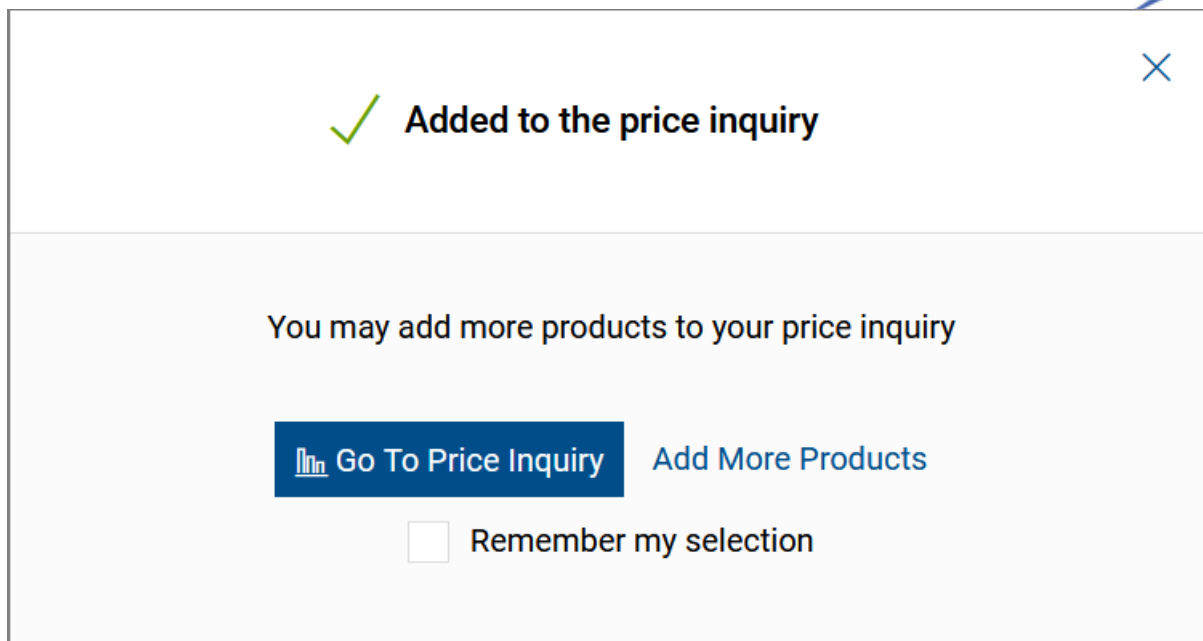 Added to the price inquiry
You may add more products to your price inquiry
Go To Price Inquiry Add More Products
Remember my selection